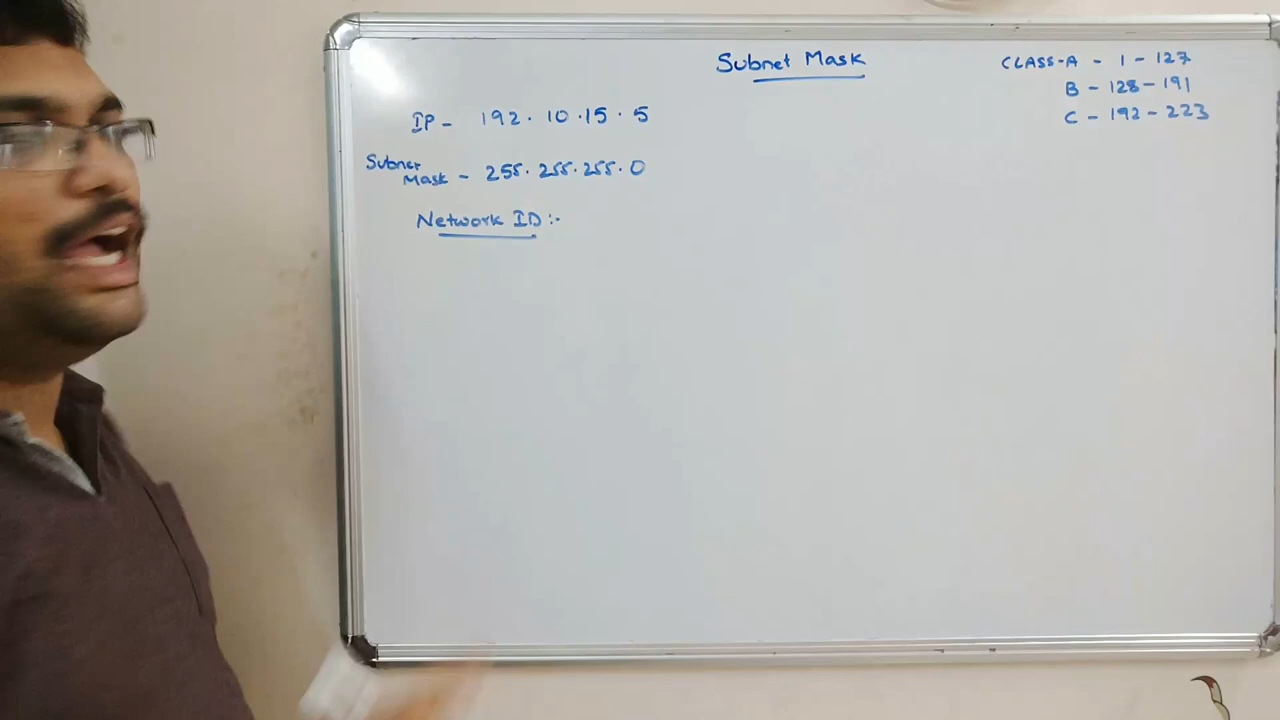 Subnet Mask
CLASS-A - 1 - 127
B - 128 - 191
C - 192 - 223
IP - 192. 10 .15 . 5
Subnet
Mask - 255. 255. 255. 0
Network ID :-